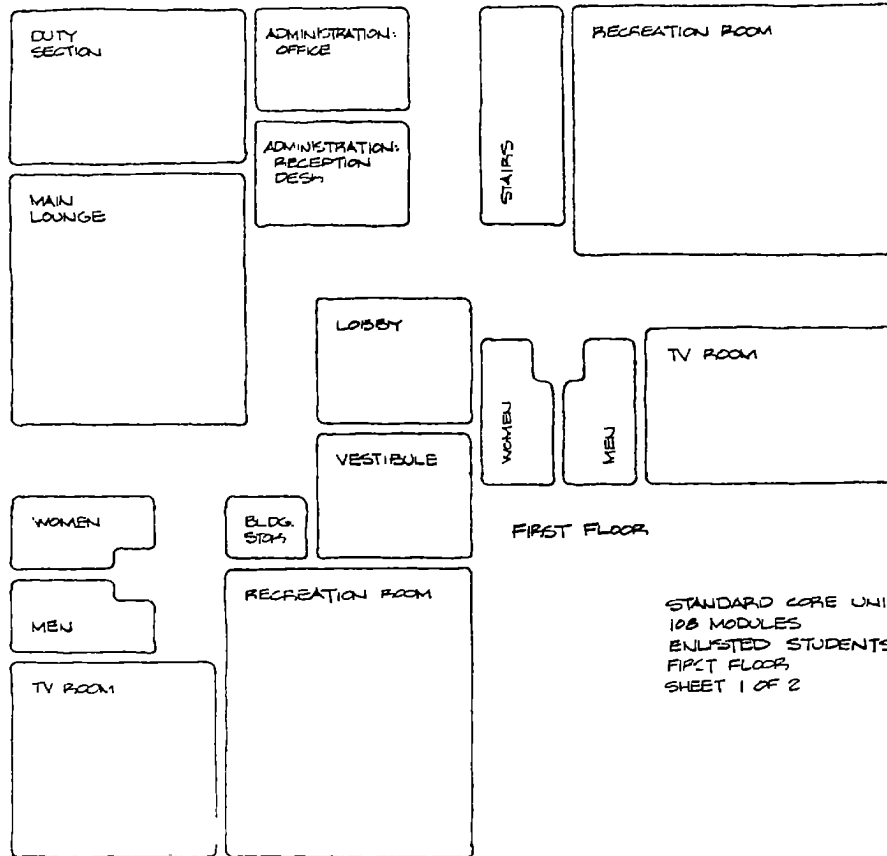 DUTY
SECTION
ADMINISTRATION:
OFFICE
RECREATION ROOM
ADMINISTRATION:
RECEPTION
DESK
STAIRS
MAIN
LOUNGE
LOBBY
TV ROOM
WOMEN
MEN
VESTIBULE
WOMEN
BLDG.
STOR
FIRST FLOOR
RECREATION ROOM
MEN
STANDARD CORE UNI
108 MODULES
ENLISTED STUDENTS
FIRST FLOOR
SHEET 1 OF 2
TV ROOM